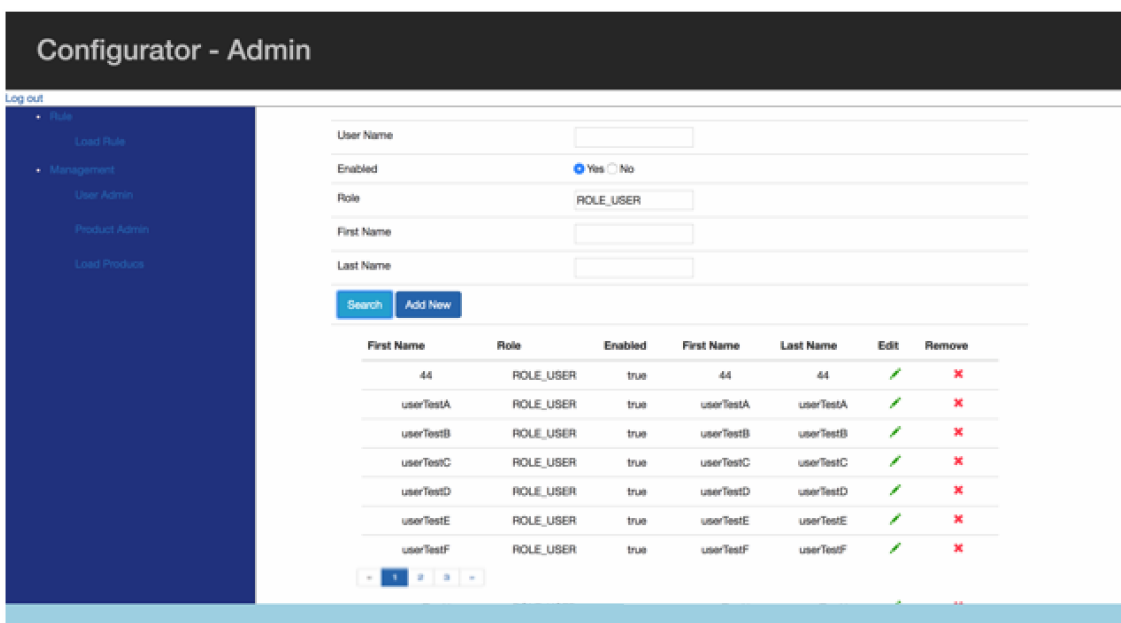 Configurator - Admin
Log out
Rule
Load Rule
Management
User Admin
Product Admin
Load Producs
User Name
Enabled Yes No
Role ROLE_USER
First Name
Last Name
Search Add New
First Name Role Enabled First Name Last Name Edit Remove
44 ROLE_USER true 44 44
userTestA ROLE_USER true userTestA userTestA
userTestB ROLE_USER true userTestB userTestB
userTestC ROLE_USER true userTestC userTestC
userTestD ROLE_USER true userTestD userTestD
userTestE ROLE_USER true userTestE userTestE
userTestF ROLE_USER true userTestF userTestF
« 1 2 3 »